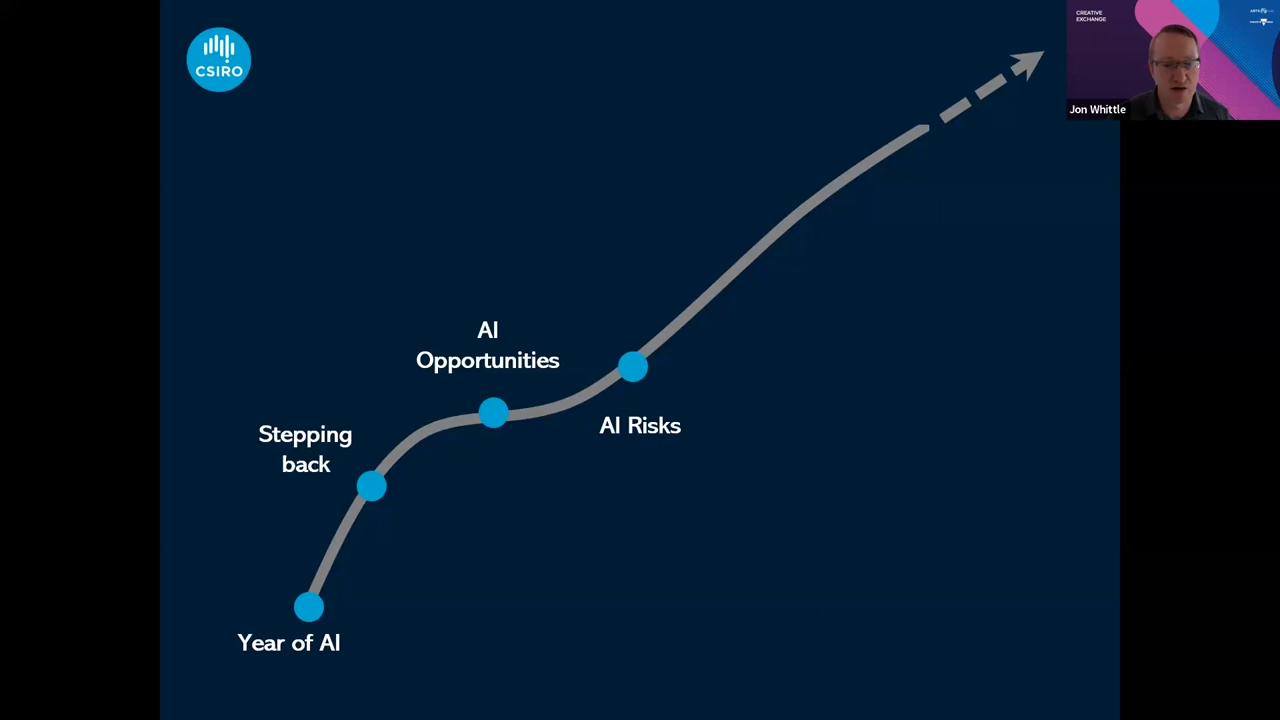 CSIRO
CREATIVE
EXCHANGE
Jon Whittle
AI
Opportunities
Stepping
back
AI Risks
Year of AI